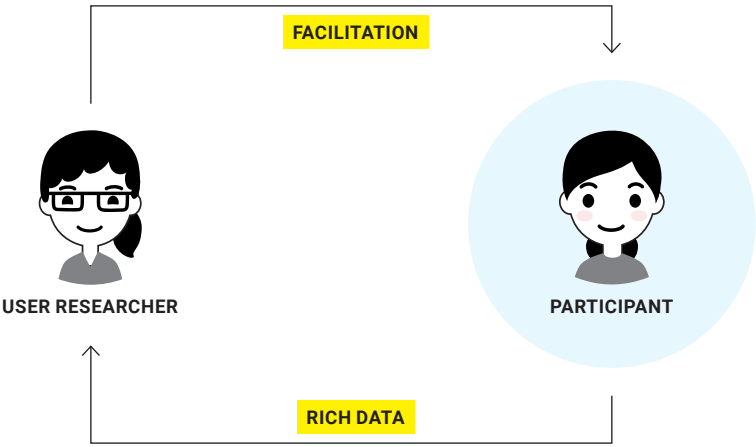 FACILITATION
USER RESEARCHER
PARTICIPANT
RICH DATA